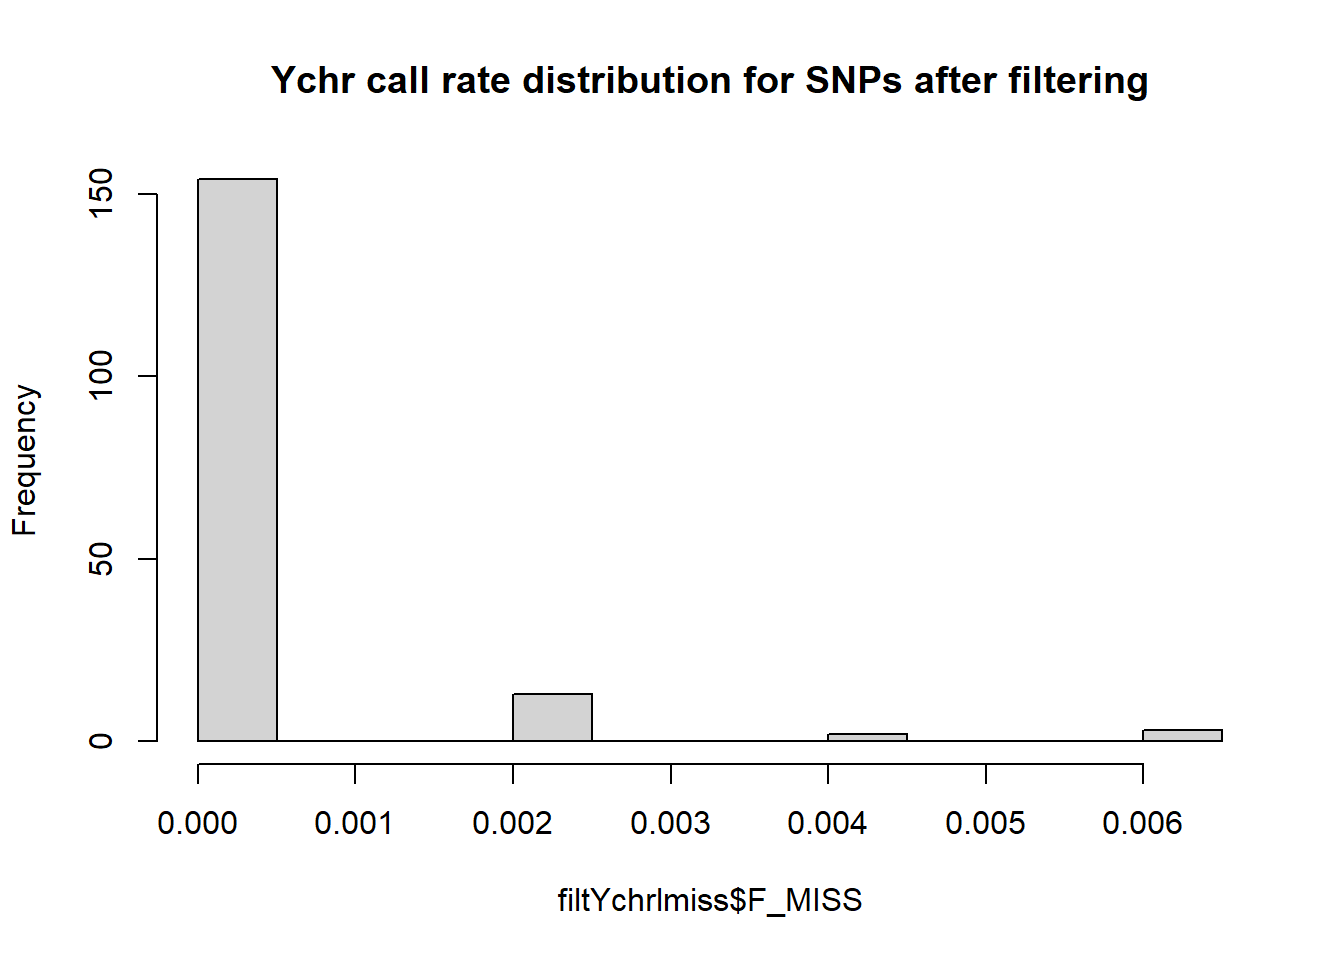 Ychr call rate distribution for SNPs after filtering
Frequency
150
100
50
0
0.000 0.001 0.002 0.003 0.004 0.005 0.006
filtYchrlmiss$F_MISS